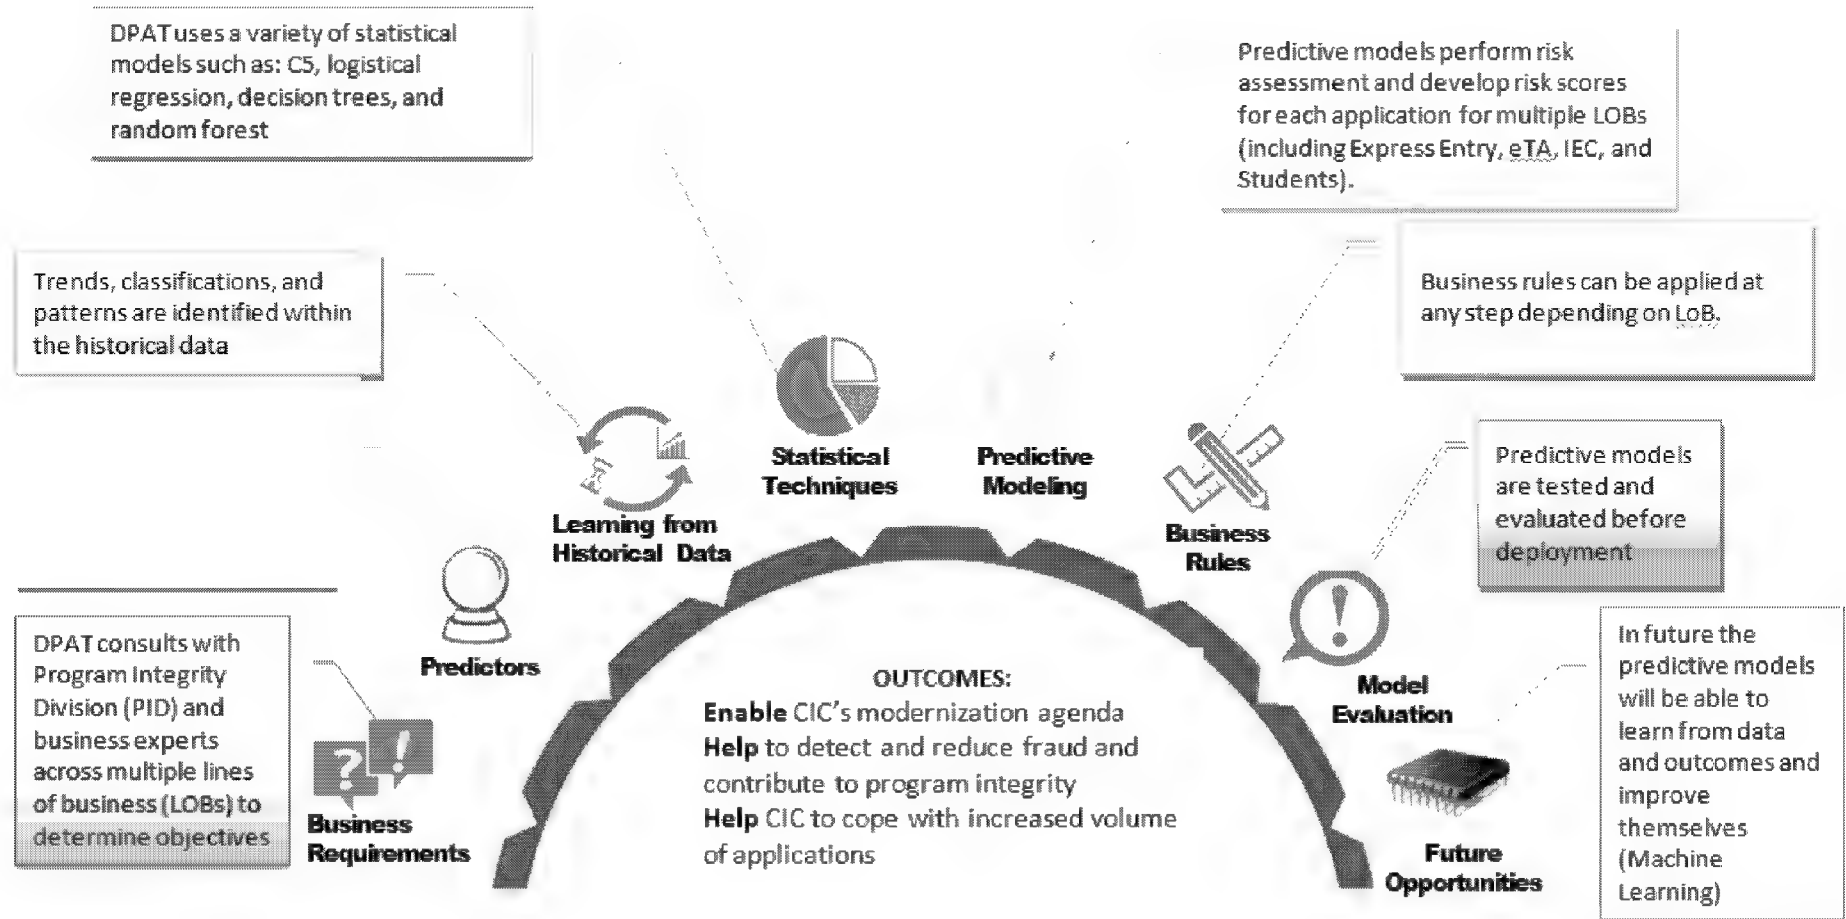 DPAT uses a variety of statistical
models such as: C5, logistical
regression, decision trees, and
random forest
Predictive models perform risk
assessment and develop risk scores
for each application for multiple LOBs
(including Express Entry, eTA, IEC, and
Students).
Trends, classifications, and
patterns are identified within
the historical data
Business rules can be applied at
any step depending on LoB.
Statistical
Techniques
Predictive
Modeling
Learning from
Historical Data
Business
Rules
Predictive models
are tested and
evaluated before
deployment
Predictors
DPAT consults with
Program Integrity
Division (PID) and
business experts
across multiple lines
of business (LOBs) to
determine objectives
?
!
Business
Requirements
OUTCOMES:
Enable CIC's modernization agenda
Help to detect and reduce fraud and
contribute to program integrity
Help CIC to cope with increased volume
of applications
!
Model
Evaluation
Future
Opportunities
In future the
predictive models
will be able to
learn from data
and outcomes and
improve
themselves
(Machine
Learning)